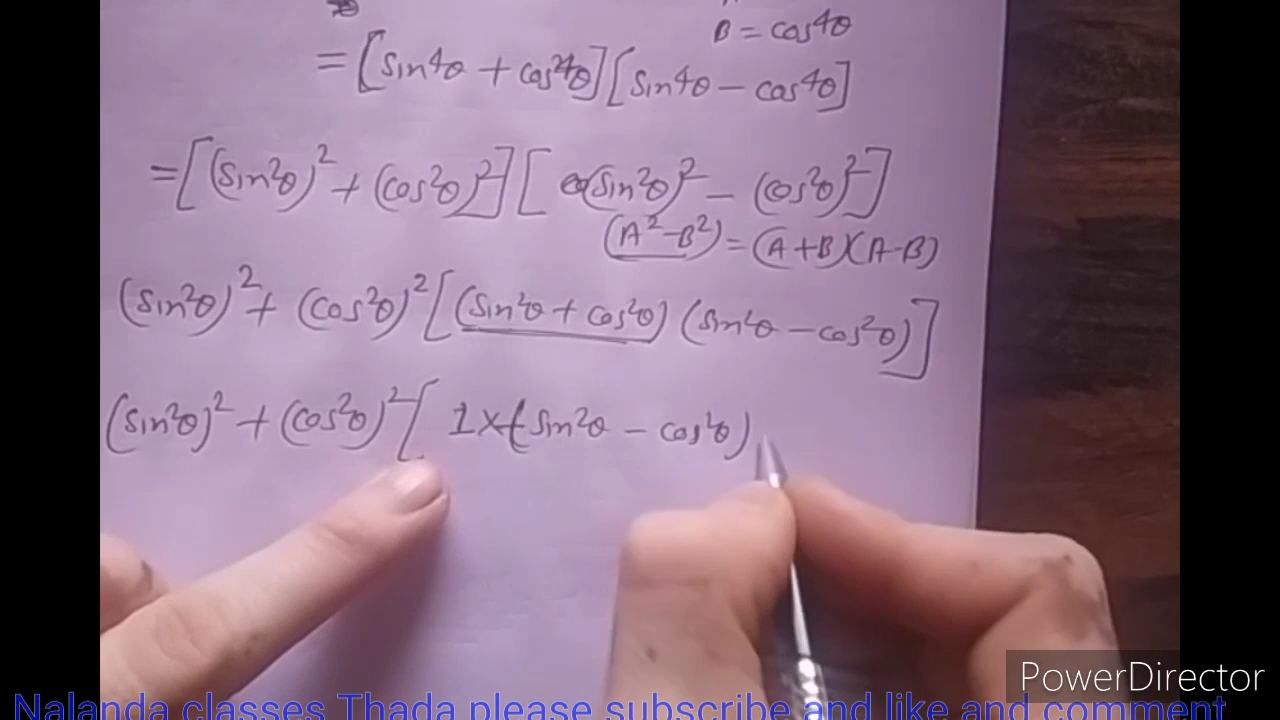 B = cos⁴θ
= [sin⁴θ + cos⁴θ] [sin⁴θ – cos⁴θ]
= [(sin²θ)² + (cos²θ)²] [(sin²θ)² – (cos²θ)²]
(A²–B²) = (A+B)(A–B)
(sin²θ)² + (cos²θ)² [(sin²θ + cos²θ) (sin²θ – cos²θ)]
(sin²θ)² + (cos²θ)² [ 1×(sin²θ – cos²θ)
PowerDirector
Nalanda classes Thada please subscribe and like and comment